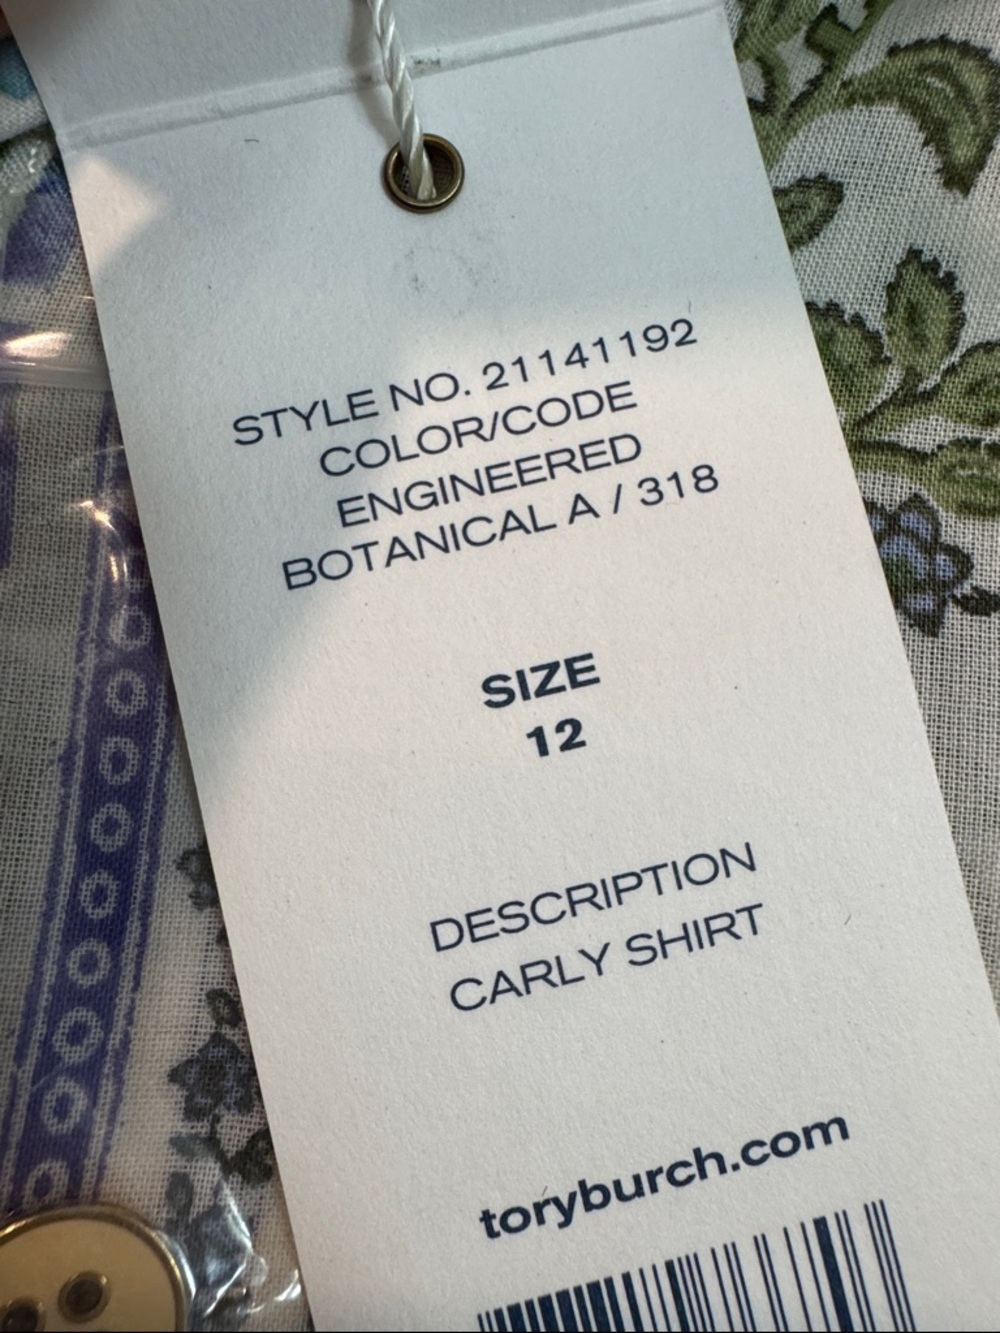 STYLE NO. 21141192
COLOR/CODE
ENGINEERED
BOTANICAL A / 318
SIZE
12
DESCRIPTION
CARLY SHIRT
toryburch.com